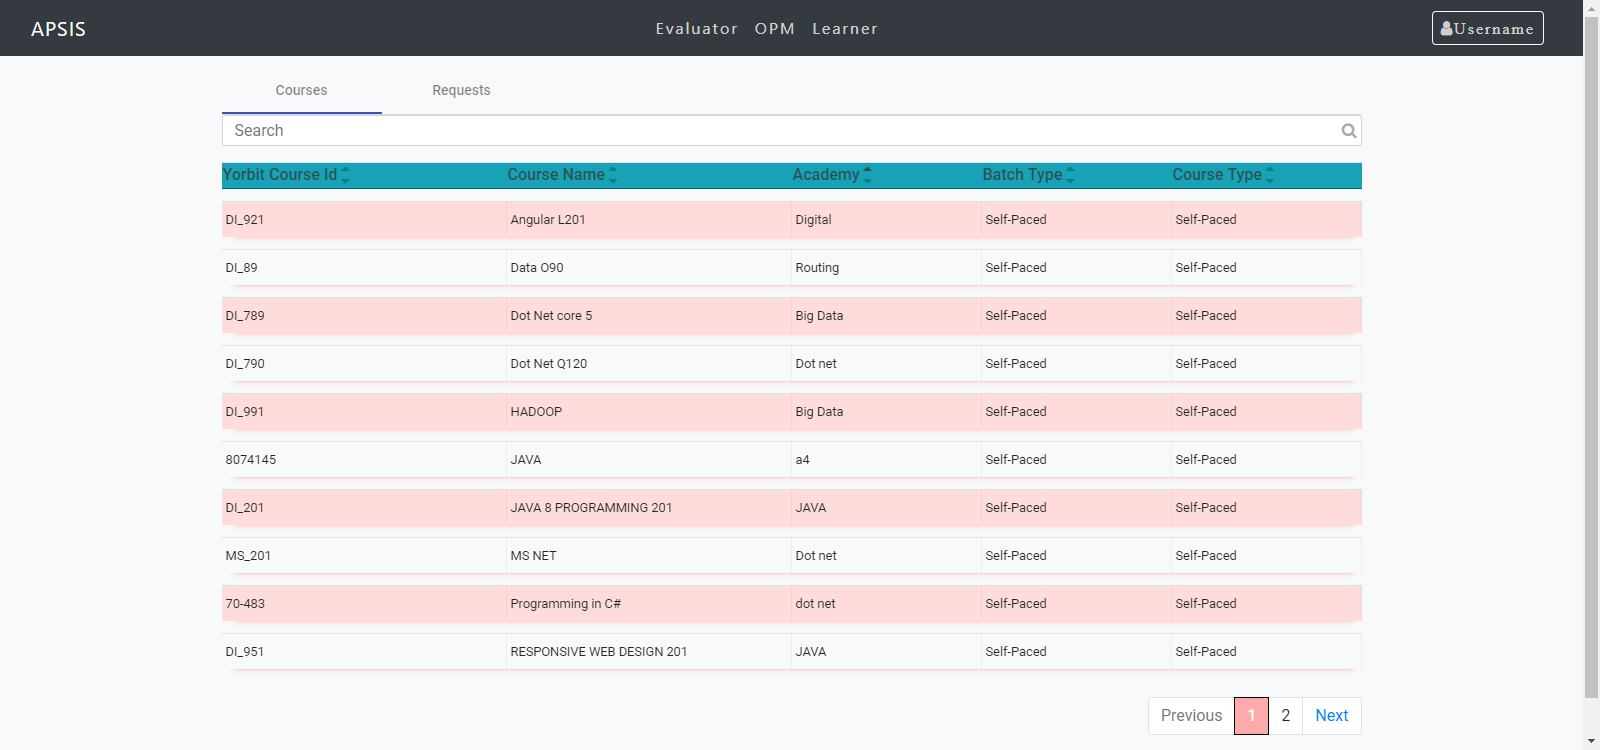 APSIS Evaluator OPM Learner Username
Courses Requests
Search
Yorbit Course Id Course Name Academy Batch Type Course Type
DI_921 Angular L201 Digital Self-Paced Self-Paced
DI_89 Data O90 Routing Self-Paced Self-Paced
DI_789 Dot Net core 5 Big Data Self-Paced Self-Paced
DI_790 Dot Net Q120 Dot net Self-Paced Self-Paced
DI_991 HADOOP Big Data Self-Paced Self-Paced
8074145 JAVA a4 Self-Paced Self-Paced
DI_201 JAVA 8 PROGRAMMING 201 JAVA Self-Paced Self-Paced
MS_201 MS NET Dot net Self-Paced Self-Paced
70-483 Programming in C# dot net Self-Paced Self-Paced
DI_951 RESPONSIVE WEB DESIGN 201 JAVA Self-Paced Self-Paced
Previous 1 2 Next